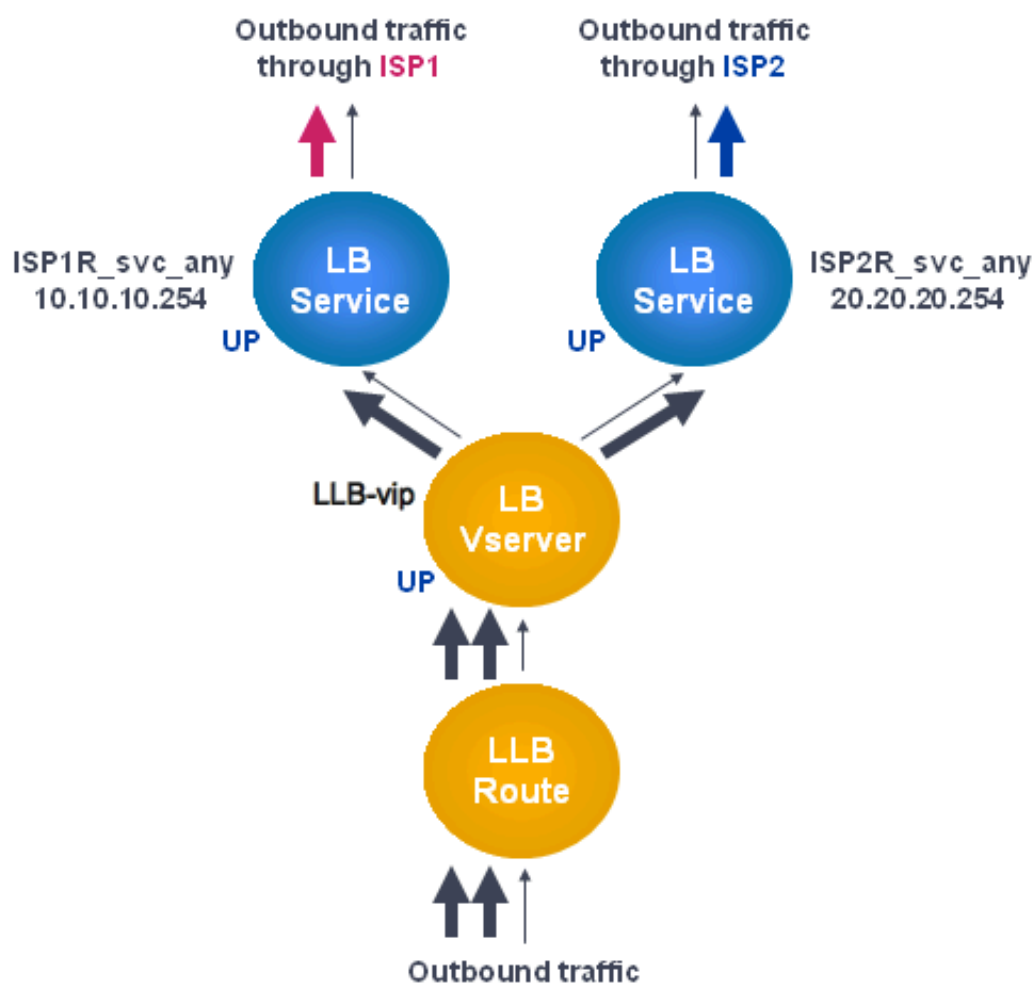 Outbound traffic
through ISP1
Outbound traffic
through ISP2
LB
Service
ISP1R_svc_any
10.10.10.254
UP
LB
Service
ISP2R_svc_any
20.20.20.254
UP
LLB-vip
LB
Vserver
UP
LLB
Route
Outbound traffic